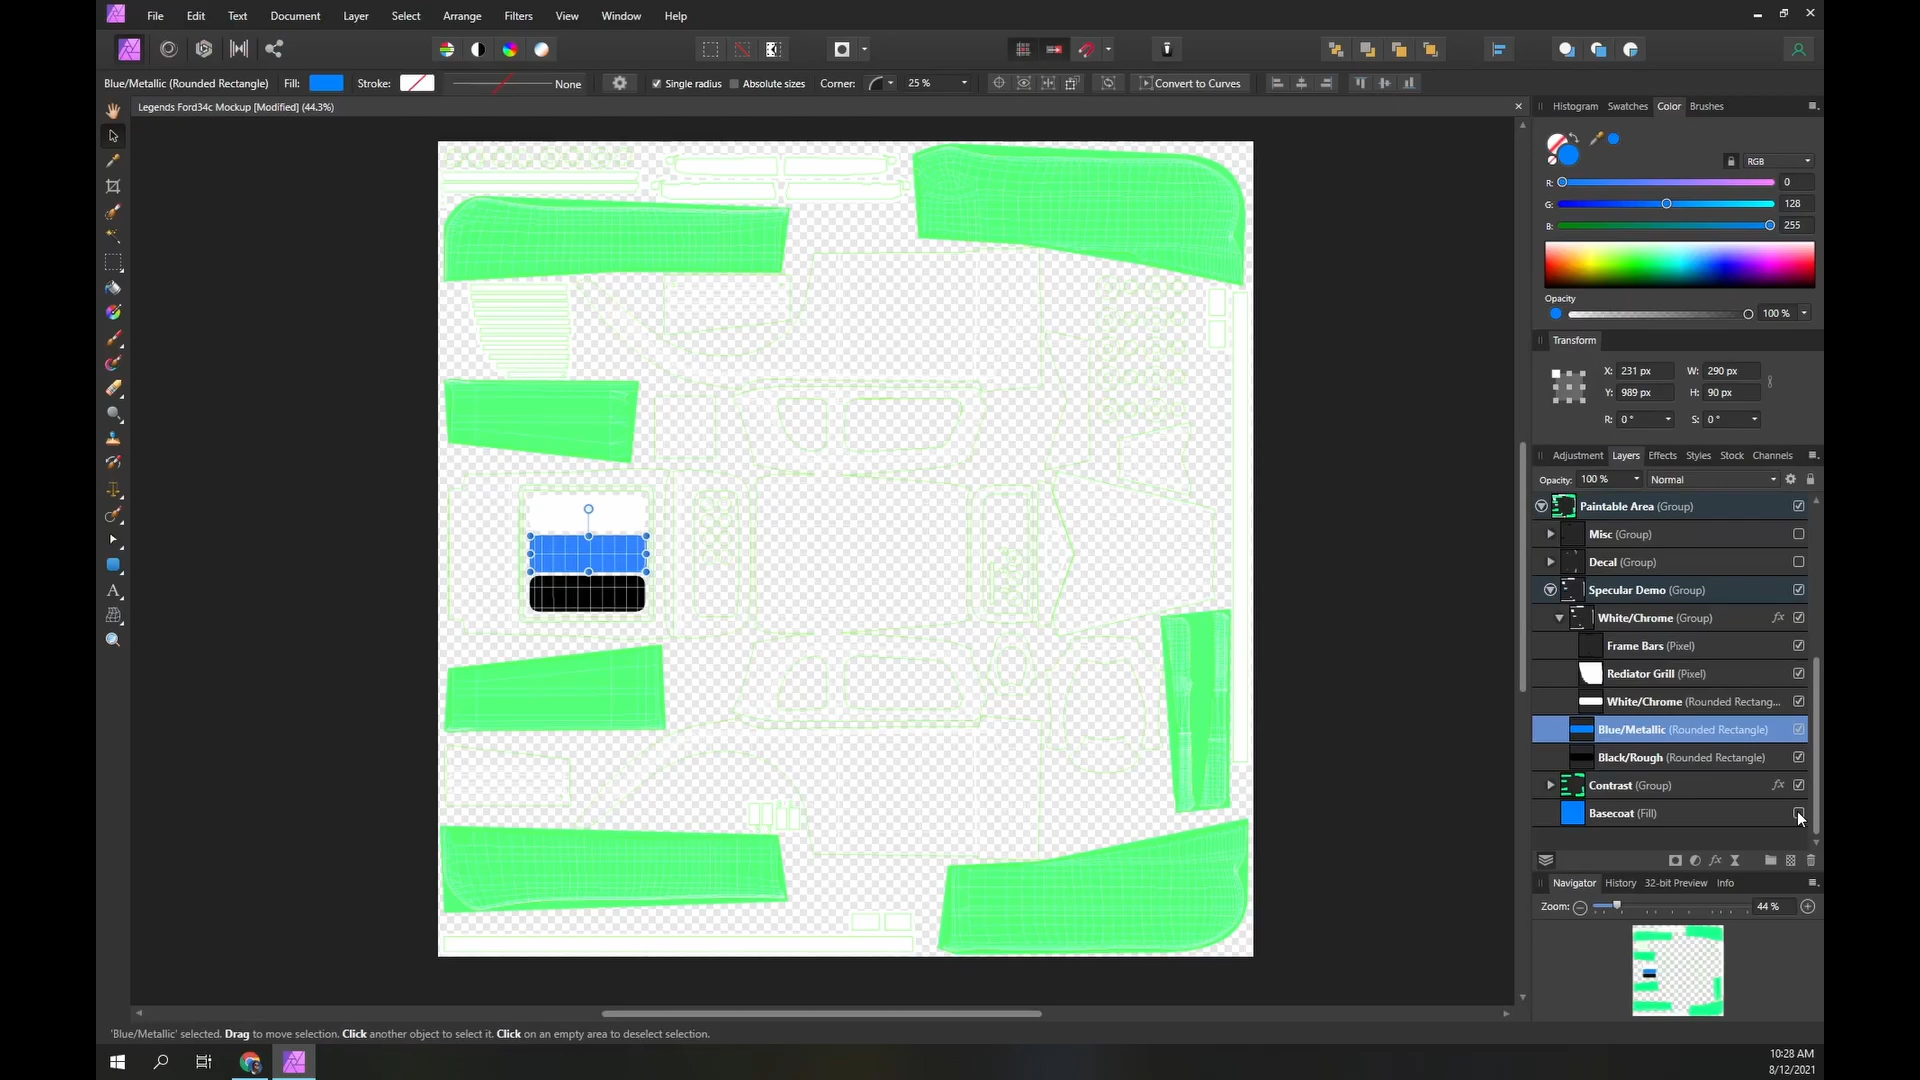 File Edit Text Document Layer Select Arrange Filters View Window Help
Blue/Metallic (Rounded Rectangle) Fill: Stroke: None Single radius Absolute sizes Corner: 25 % Convert to Curves
Legends Ford34c Mockup [Modified] (44.3%)
Histogram Swatches Color Brushes
RGB
R: 0
G: 128
B: 255
Opacity
100 %
Transform
X: 231 px W: 290 px
Y: 989 px H: 90 px
R: 0 ° S: 0 °
Adjustment Layers Effects Styles Stock Channels
Opacity: 100 % Normal
Paintable Area (Group)
Misc (Group)
Decal (Group)
Specular Demo (Group)
White/Chrome (Group) fx
Frame Bars (Pixel)
Rediator Grill (Pixel)
White/Chrome (Rounded Rectang...
Blue/Metallic (Rounded Rectangle)
Black/Rough (Rounded Rectangle)
Contrast (Group) fx
Basecoat (Fill)
fx
Navigator History 32-bit Preview Info
Zoom: 44 %
'Blue/Metallic' selected. Drag to move selection. Click another object to select it. Click on an empty area to deselect selection.
10:28 AM
8/12/2021